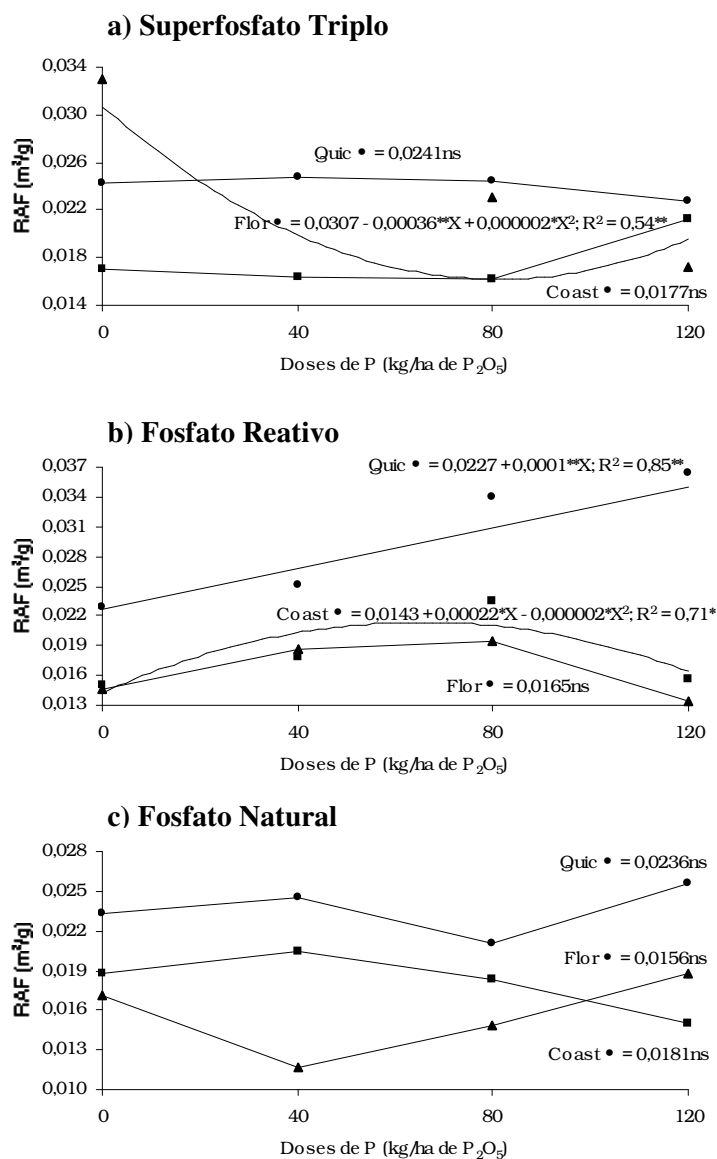 a) Superfosfato Triplo
0,034
0,030
0,026
0,022
0,018
0,014
RAF (m²/g)
Quic • = 0,0241ns
Flor • = 0,0307 - 0,00036**X + 0,000002*X²; R² = 0,54**
Coast • = 0,0177ns
0 40 80 120
Doses de P (kg/ha de P₂O₅)
b) Fosfato Reativo
0,037
0,034
0,031
0,028
0,025
0,022
0,019
0,016
0,013
RAF (m²/g)
Quic • = 0,0227 + 0,0001**X; R² = 0,85**
Coast • = 0,0143 + 0,00022*X - 0,000002*X²; R² = 0,71*
Flor • = 0,0165ns
0 40 80 120
Doses de P (kg/ha de P₂O₅)
c) Fosfato Natural
0,028
0,025
0,022
0,019
0,016
0,013
0,010
RAF (m²/g)
Quic • = 0,0236ns
Flor • = 0,0156ns
Coast • = 0,0181ns
0 40 80 120
Doses de P (kg/ha de P₂O₅)